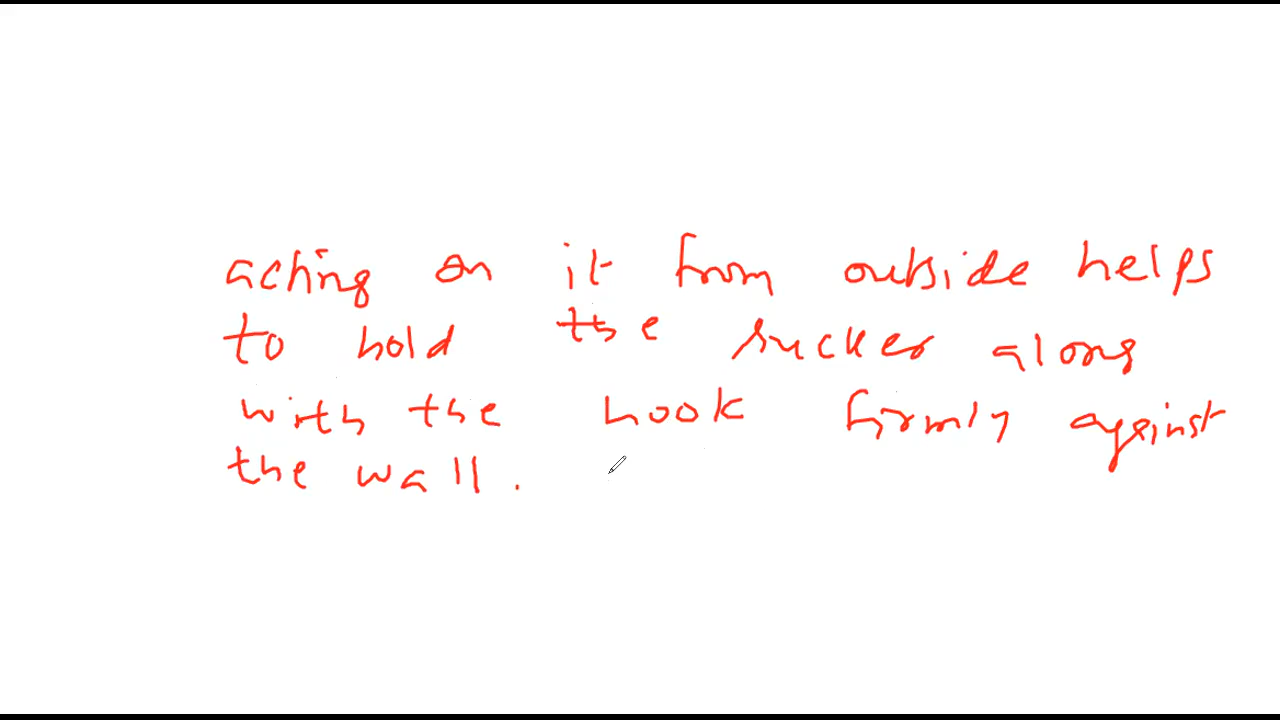 acting on it from outside helps
to hold the sucker along
with the hook firmly against
the wall.